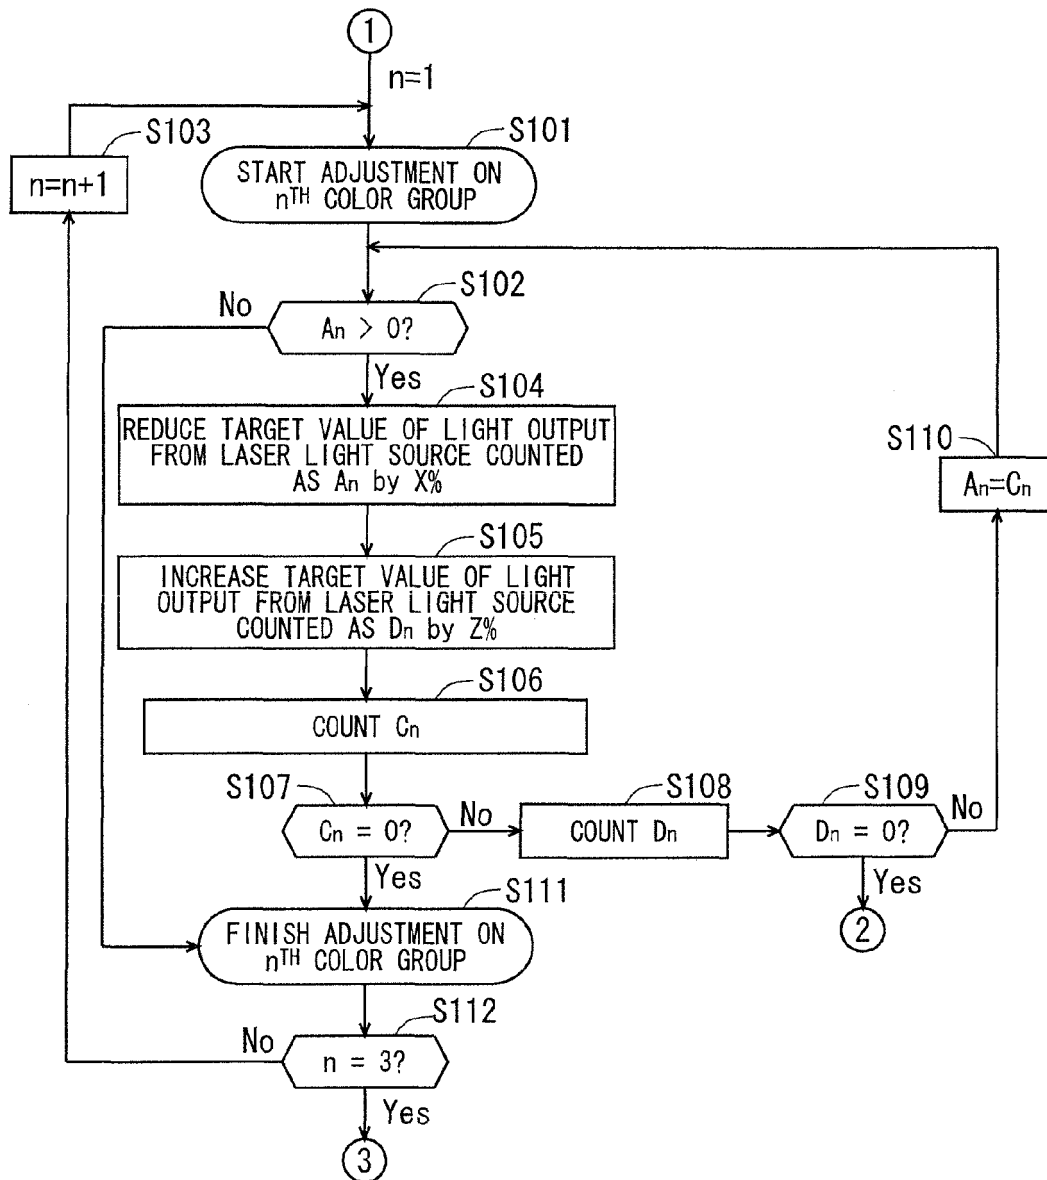 1
n=1
S103
n=n+1
S101
START ADJUSTMENT ON
nTH COLOR GROUP
S102
No
An > 0?
Yes
S104
REDUCE TARGET VALUE OF LIGHT OUTPUT
FROM LASER LIGHT SOURCE COUNTED
AS An by X%
S110
An=Cn
S105
INCREASE TARGET VALUE OF LIGHT
OUTPUT FROM LASER LIGHT SOURCE
COUNTED AS Dn by Z%
S106
COUNT Cn
S107
Cn = 0?
No
S108
COUNT Dn
S109
Dn = 0?
No
Yes
Yes
2
S111
FINISH ADJUSTMENT ON
nTH COLOR GROUP
S112
No
n = 3?
Yes
3